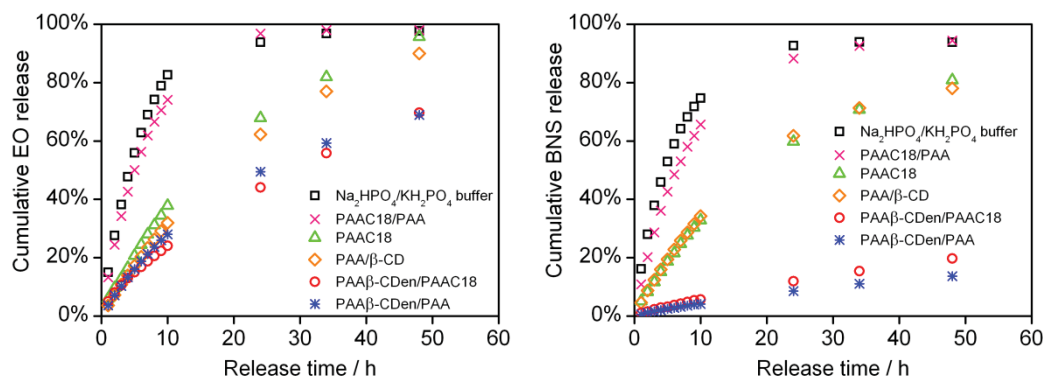 100%
80%
60%
40%
20%
0%
Cumulative EO release
0 10 20 30 40 50 60
Release time / h
Na₂HPO₄/KH₂PO₄ buffer
PAAC18/PAA
PAAC18
PAA/β-CD
PAAβ-CDen/PAAC18
PAAβ-CDen/PAA
100%
80%
60%
40%
20%
0%
Cumulative BNS release
0 10 20 30 40 50 60
Release time / h
Na₂HPO₄/KH₂PO₄ buffer
PAAC18/PAA
PAAC18
PAA/β-CD
PAAβ-CDen/PAAC18
PAAβ-CDen/PAA